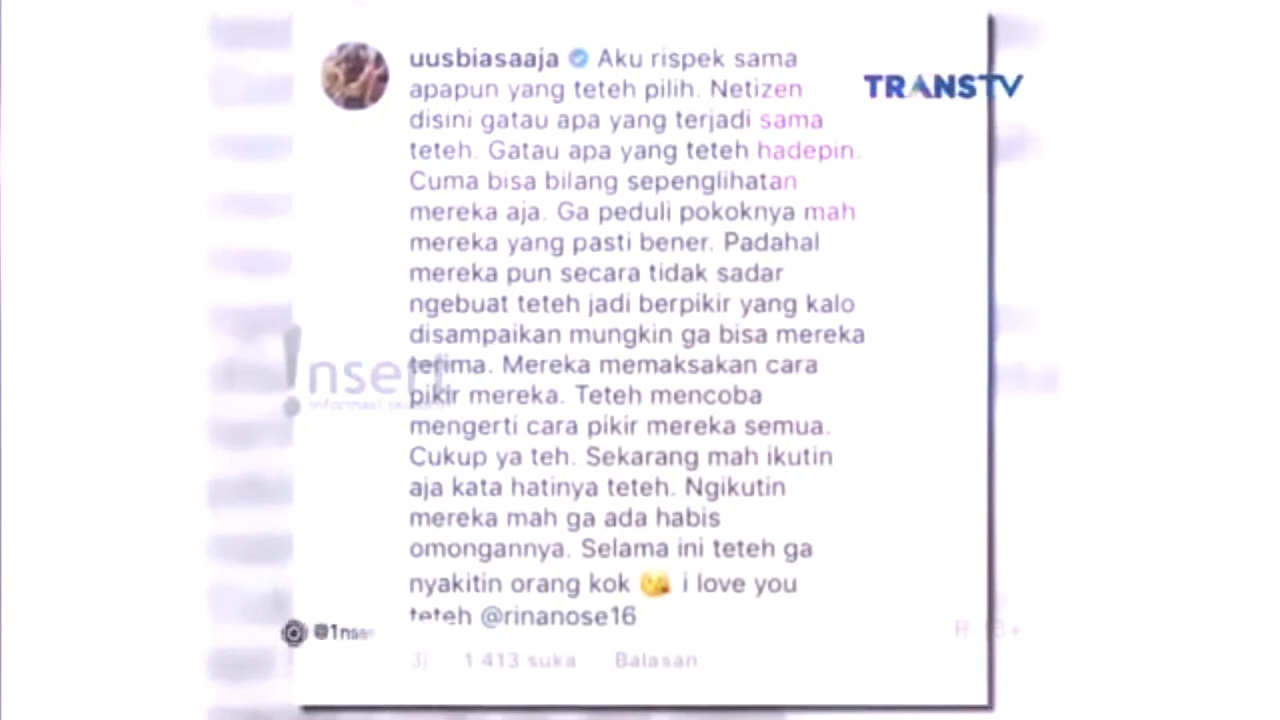 uusbiasaaja Aku rispek sama
apapun yang teteh pilih. Netizen
TRANSTV
disini gatau apa yang terjadi sama
teteh. Gatau apa yang teteh hadepin.
Cuma bisa bilang sepenglihatan
mereka aja. Ga peduli pokoknya mah
mereka yang pasti bener. Padahal
mereka pun secara tidak sadar
ngebuat teteh jadi berpikir yang kalo
disampaikan mungkin ga bisa mereka
terima. Mereka memaksakan cara
!nsert
pikir mereka. Teteh mencoba
mengerti cara pikir mereka semua.
Cukup ya teh. Sekarang mah ikutin
aja kata hatinya teteh. Ngikutin
mereka mah ga ada habis
omongannya. Selama ini teteh ga
nyakitin orang kok 😘 i love you
teteh @rinanose16
1 413 suka Balasan